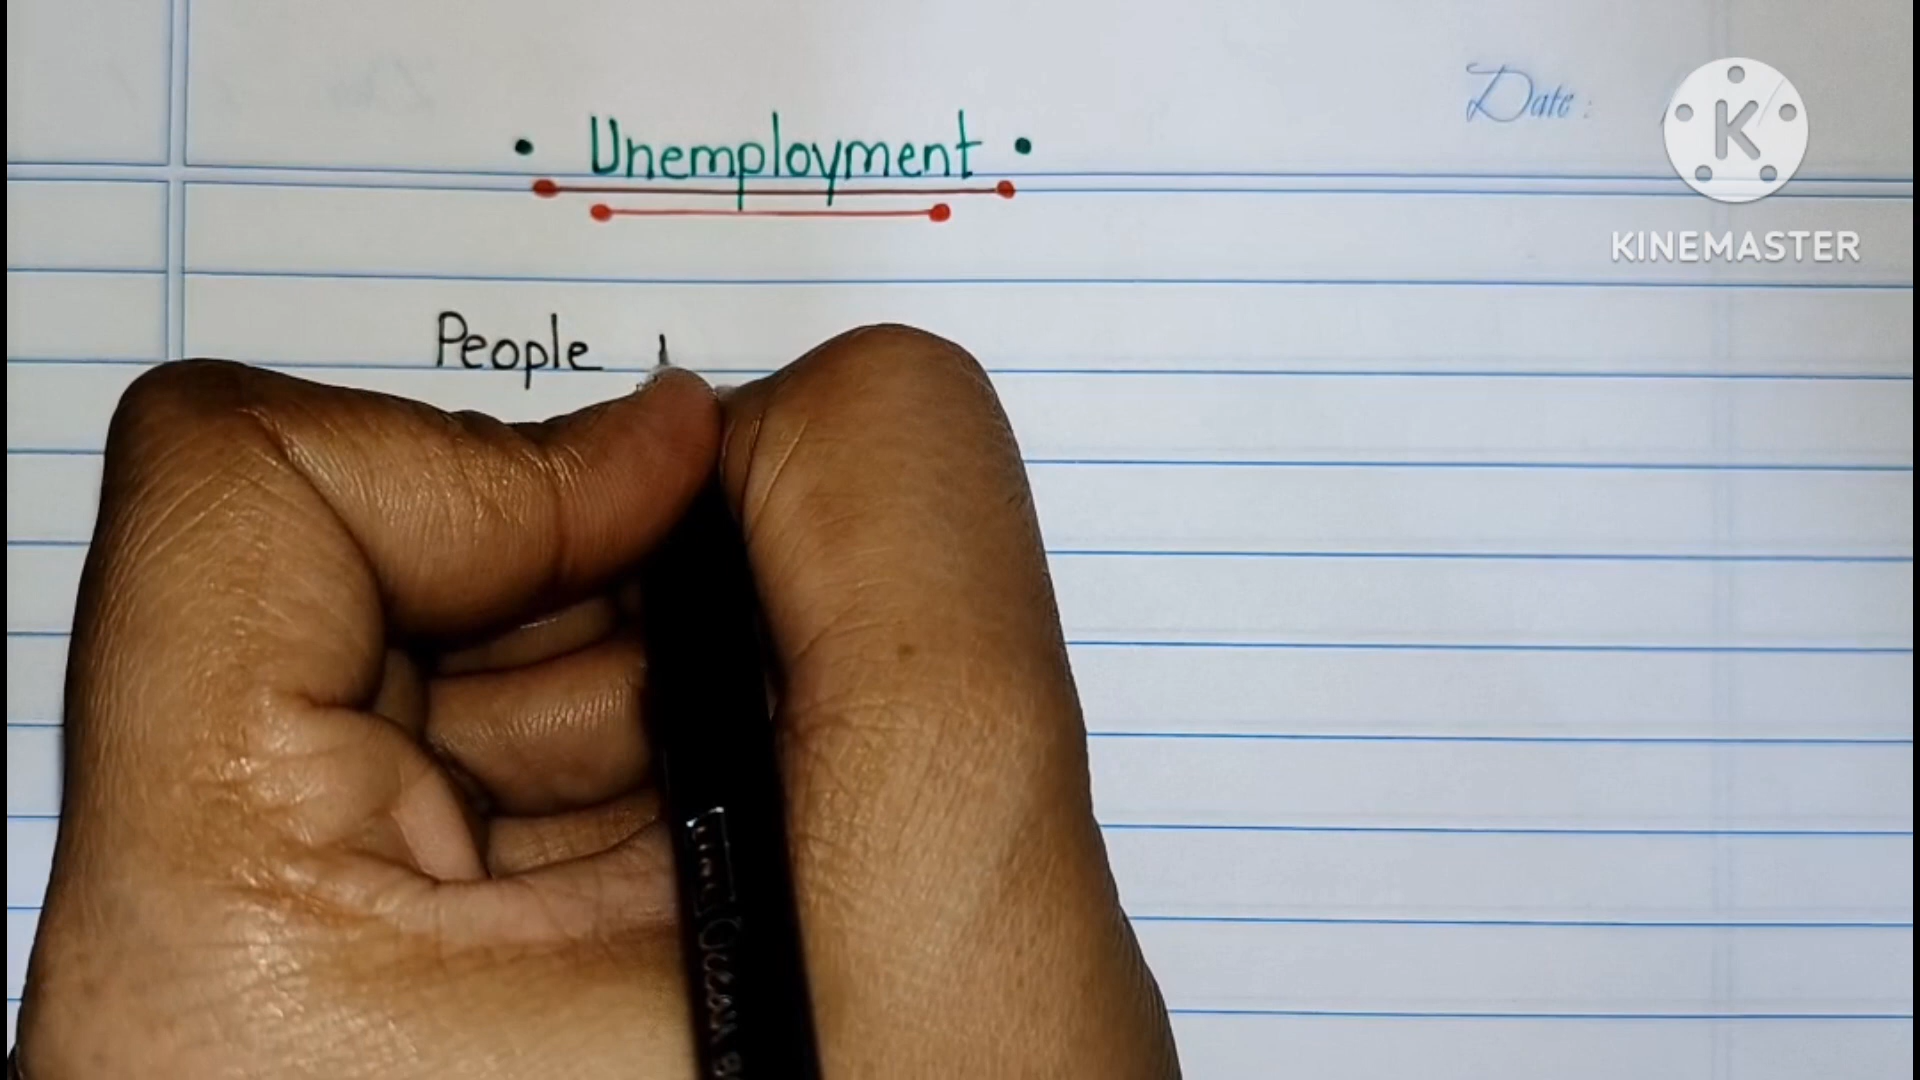 Date :
• Unemployment •
K
KINEMASTER
People